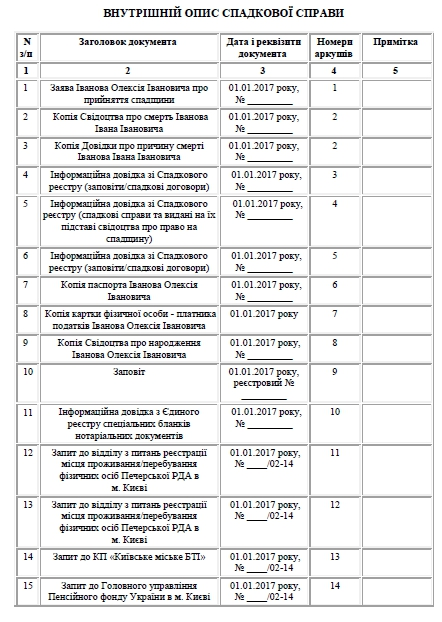 ВНУТРІШНІЙ ОПИС СПАДКОВОЇ СПРАВИ
N Заголовок документа Дата і реквізити Номери Примітка
з/п документа аркушів
1 2 3 4 5
1 Заява Іванова Олексія Івановича про 01.01.2017 року, 1
прийняття спадщини № _________
2 Копія Свідоцтва про смерть Іванова 01.01.2017 року, 2
Івана Івановича № _________
3 Копія Довідки про причину смерті 01.01.2017 року, 2
Іванова Івана Івановича № _________
4 Інформаційна довідка зі Спадкового 01.01.2017 року, 3
реєстру (заповіти/спадкові договори) № _________
5 Інформаційна довідка зі Спадкового 01.01.2017 року, 4
реєстру (спадкові справи та видані на їх № _________
підставі свідоцтва про право на
спадщину)
6 Інформаційна довідка зі Спадкового 01.01.2017 року, 5
реєстру (заповіти/спадкові договори) № _________
7 Копія паспорта Іванова Олексія 01.01.2017 року, 6
Івановича № _________
8 Копія картки фізичної особи - платника 01.01.2017 року 7
податків Іванова Олексія Івановича
9 Копія Свідоцтва про народження 01.01.2017 року, 8
Іванова Олексія Івановича № _________
10 Заповіт 01.01.2017 року, 9
реєстровий №
_________
11 Інформаційна довідка з Єдиного 01.01.2017 року, 10
реєстру спеціальних бланків № _________
нотаріальних документів
12 Запит до відділу з питань реєстрації 01.01.2017 року, 11
місця проживання/перебування № ____/02-14
фізичних осіб Печерської РДА в
м. Києві
13 Запит до відділу з питань реєстрації 01.01.2017 року, 12
місця проживання/перебування № ____/02-14
фізичних осіб Печерської РДА в
м. Києві
14 Запит до КП «Київське міське БТІ» 01.01.2017 року, 13
№ ____/02-14
15 Запит до Головного управління 01.01.2017 року, 14
Пенсійного фонду України в м. Києві № ____/02-14